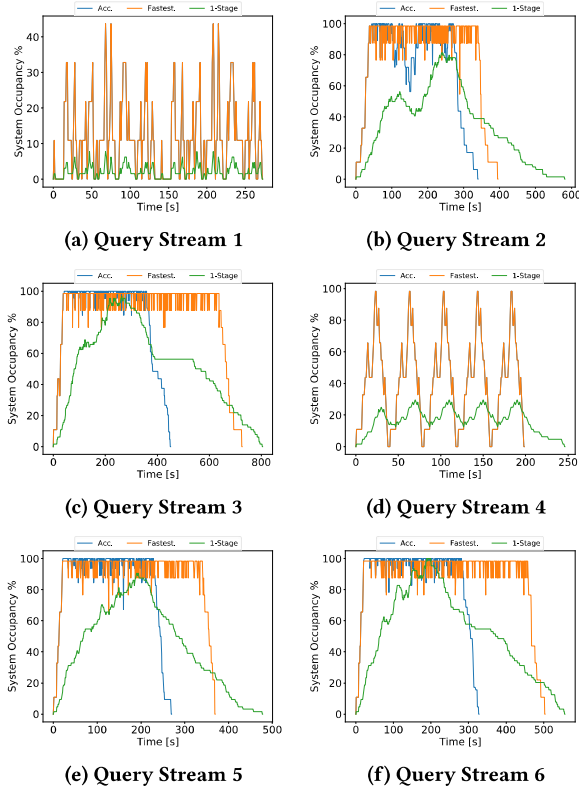 Acc. Fastest. 1-Stage
System Occupancy %
40
30
20
10
0
0 50 100 150 200 250
Time [s]
(a) Query Stream 1
Acc. Fastest. 1-Stage
System Occupancy %
100
80
60
40
20
0
0 100 200 300 400 500 600
Time [s]
(b) Query Stream 2
Acc. Fastest. 1-Stage
System Occupancy %
100
80
60
40
20
0
0 200 400 600 800
Time [s]
(c) Query Stream 3
Acc. Fastest. 1-Stage
System Occupancy %
100
80
60
40
20
0
0 50 100 150 200 250
Time [s]
(d) Query Stream 4
Acc. Fastest. 1-Stage
System Occupancy %
100
80
60
40
20
0
0 100 200 300 400 500
Time [s]
(e) Query Stream 5
Acc. Fastest. 1-Stage
System Occupancy %
100
80
60
40
20
0
0 100 200 300 400 500
Time [s]
(f) Query Stream 6